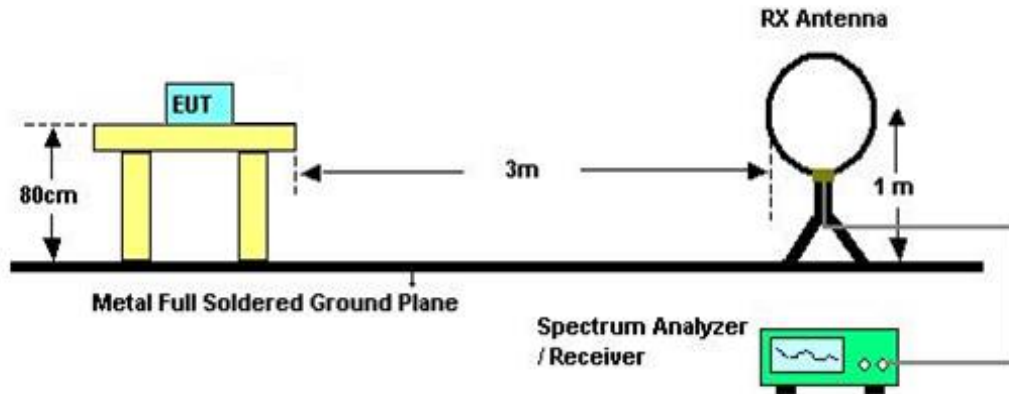 RX Antenna
EUT
80cm
3m
1 m
Metal Full Soldered Ground Plane
Spectrum Analyzer
/ Receiver